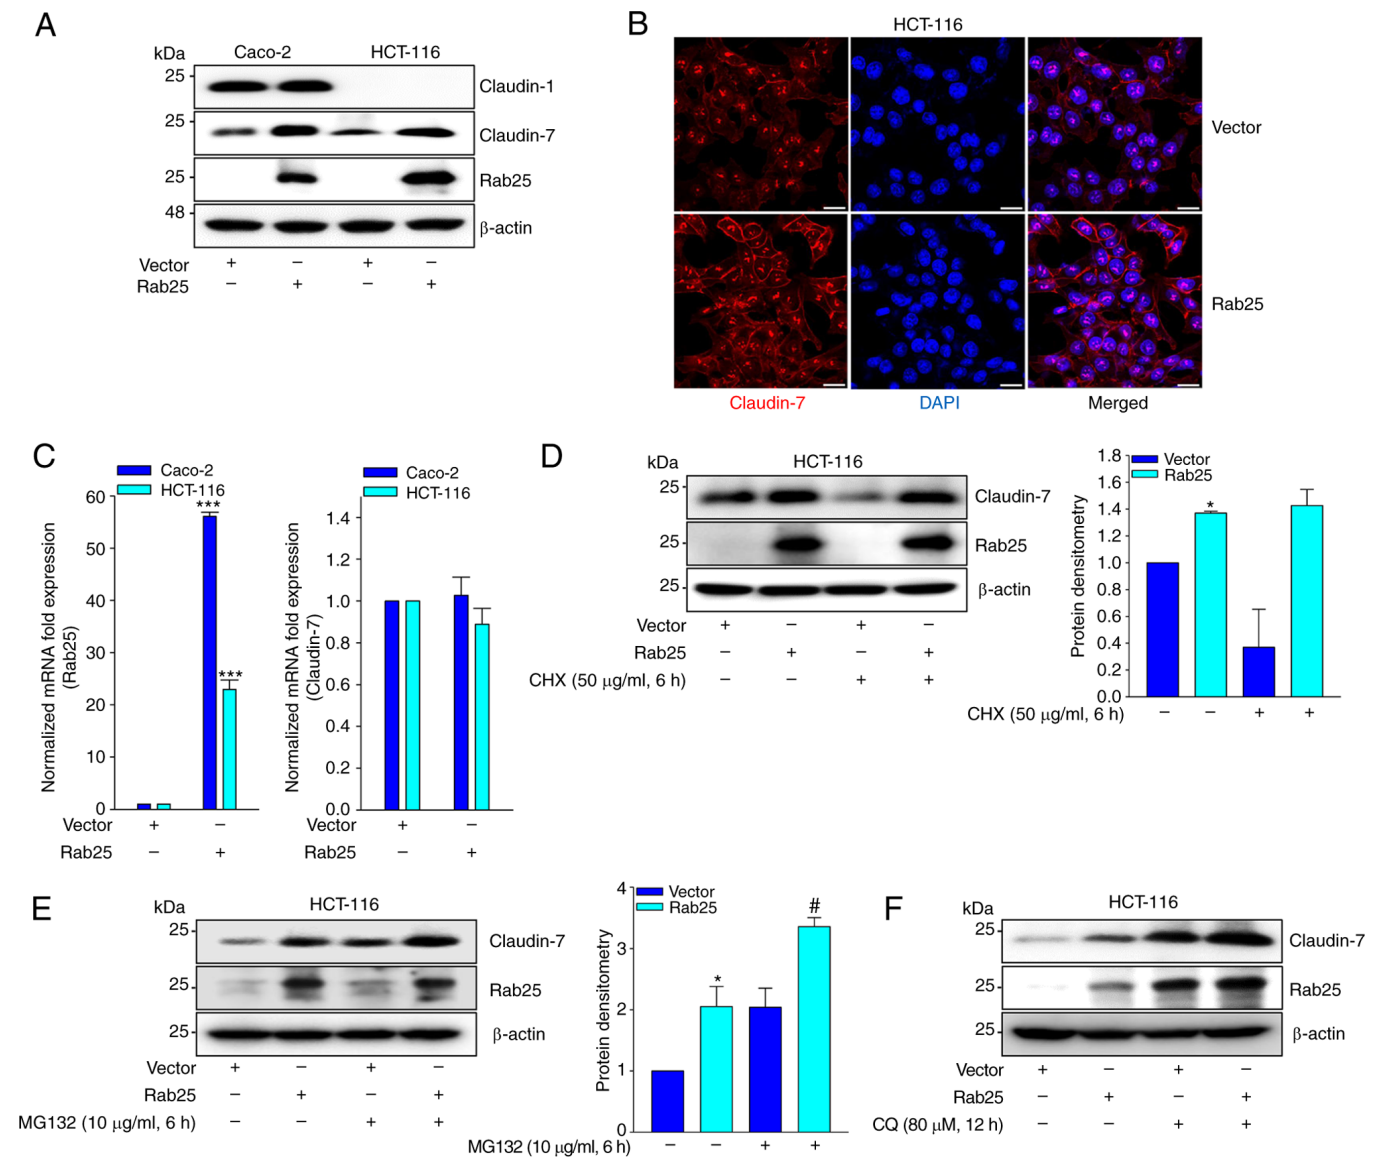 A
kDa
Caco-2
HCT-116
25
Claudin-1
25
Claudin-7
25
Rab25
48
β-actin
Vector + − + −
Rab25 − + − +
B
HCT-116
Vector
Rab25
Claudin-7
DAPI
Merged
C
Caco-2
HCT-116
Normalized mRNA fold expression
(Rab25)
60
50
40
30
20
10
0
***
***
Vector + −
Rab25 − +
Caco-2
HCT-116
Normalized mRNA fold expression
(Claudin-7)
1.4
1.2
1.0
0.8
0.6
0.4
0.2
0.0
Vector + −
Rab25 − +
D
kDa
HCT-116
25
Claudin-7
25
Rab25
25
β-actin
Vector + − + −
Rab25 − + − +
CHX (50 μg/ml, 6 h) − − + +
Vector
Rab25
Protein densitometry
1.8
1.6
1.4
1.2
1.0
0.8
0.6
0.4
0.2
0.0
*
CHX (50 μg/ml, 6 h) − − + +
E
kDa
HCT-116
25
Claudin-7
25
Rab25
25
β-actin
Vector + − + −
Rab25 − + − +
MG132 (10 μg/ml, 6 h) − − + +
Vector
Rab25
Protein densitometry
4
3
2
1
0
*
#
MG132 (10 μg/ml, 6 h) − − + +
F
kDa
HCT-116
25
Claudin-7
25
Rab25
25
β-actin
Vector + − + −
Rab25 − + − +
CQ (80 μM, 12 h) − − + +